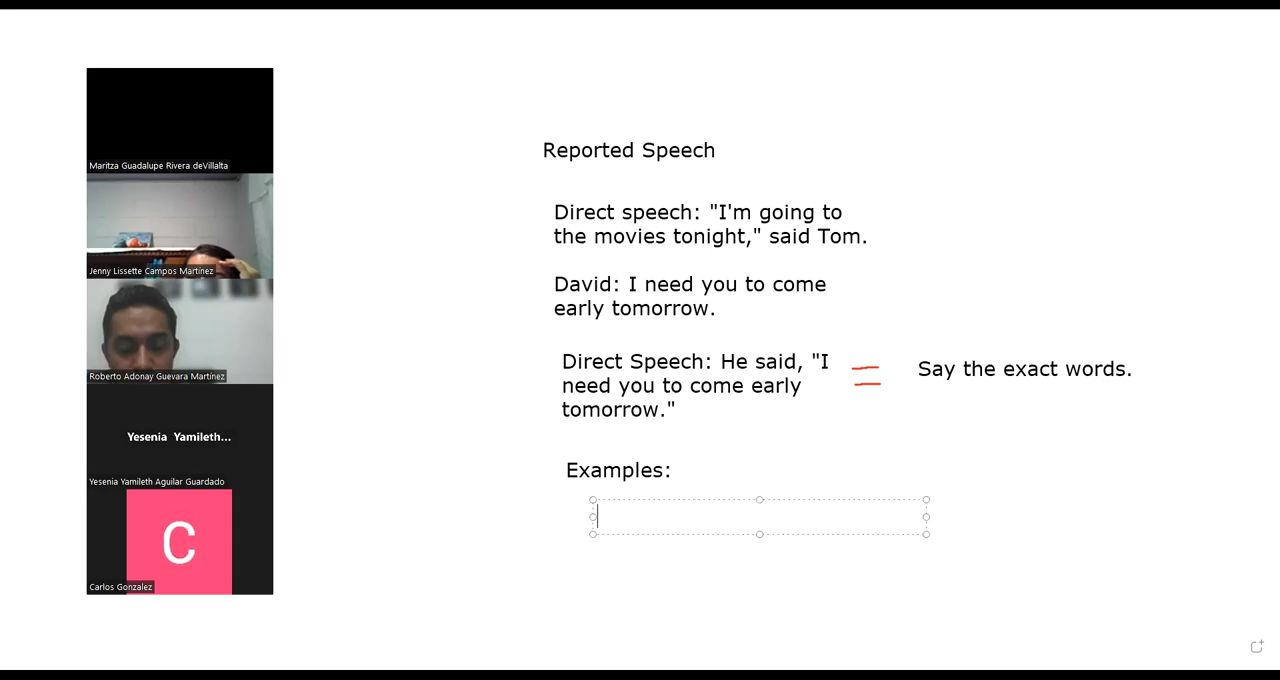 Maritza Guadalupe Rivera deVillalta
Jenny Lissette Campos Martínez
Roberto Adonay Guevara Martínez
Yesenia Yamileth...
Yesenia Yamileth Aguilar Guardado
C
Carlos Gonzalez
Reported Speech
Direct speech: "I'm going to
the movies tonight," said Tom.
David: I need you to come
early tomorrow.
Direct Speech: He said, "I
need you to come early
tomorrow."
Say the exact words.
Examples: